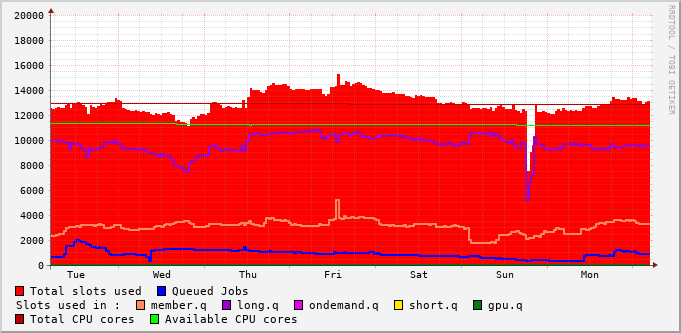 20000
18000
16000
14000
12000
10000
8000
6000
4000
2000
0
Tue Wed Thu Fri Sat Sun Mon
RRDTOOL / TOBI OETIKER
Total slots used Queued Jobs
Slots used in : member.q long.q ondemand.q short.q gpu.q
Total CPU cores Available CPU cores